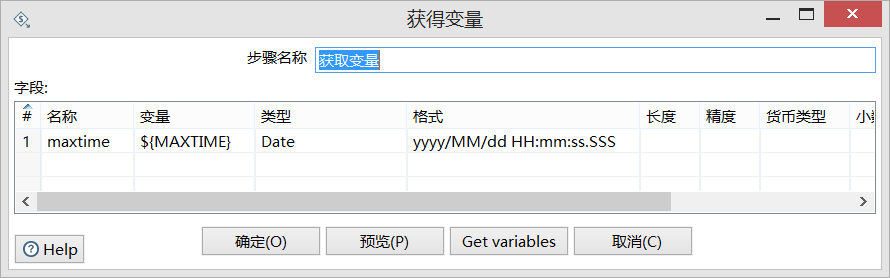 获得变量
步骤名称 获取变量
字段:
# 名称 变量 类型 格式 长度 精度 货币类型
1 maxtime ${MAXTIME} Date yyyy/MM/dd HH:mm:ss.SSS
Help 确定(O) 预览(P) Get variables 取消(C)